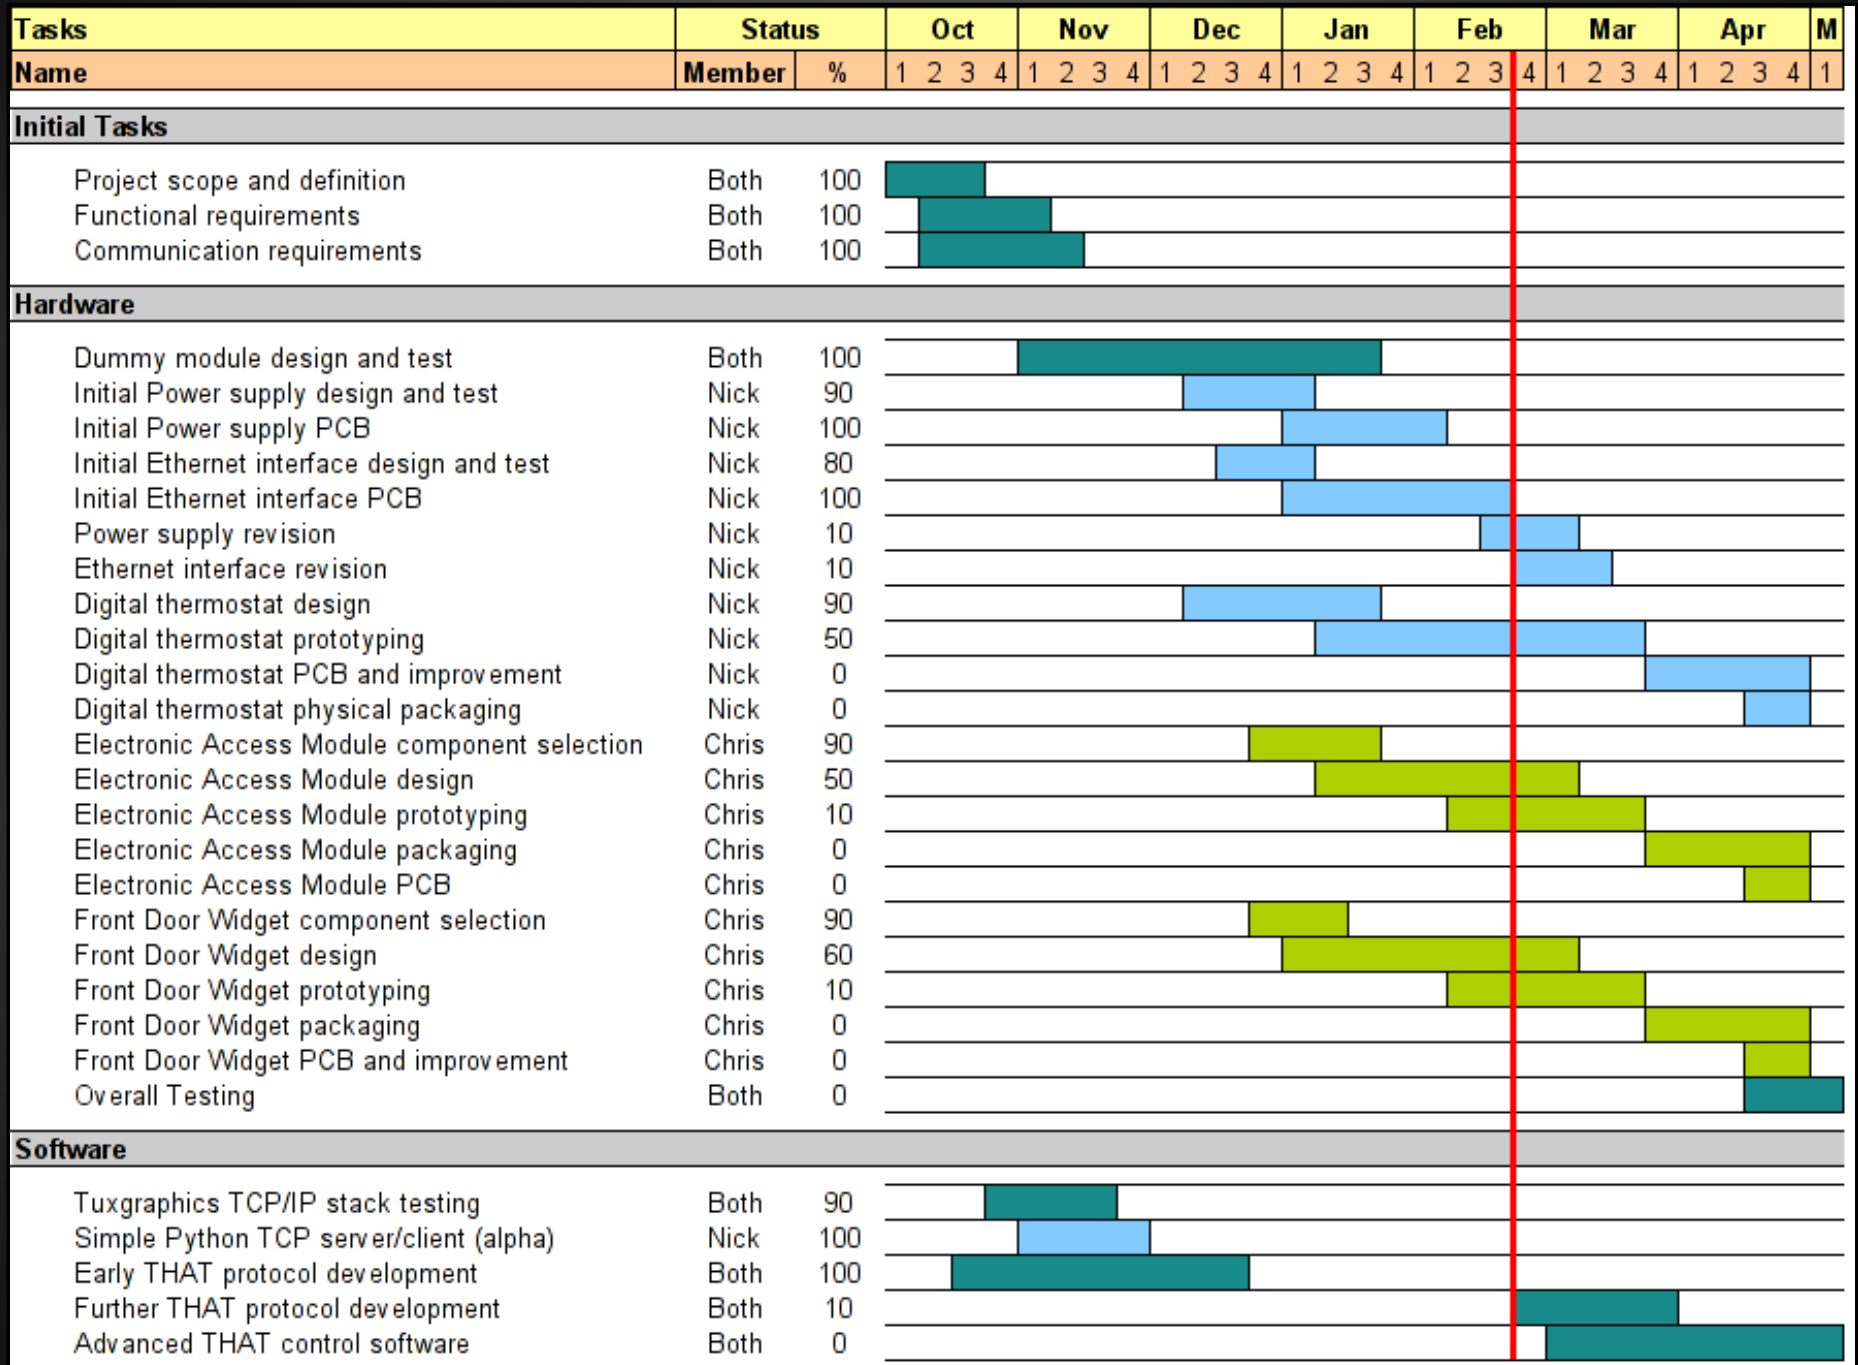 Tasks Status Oct Nov Dec Jan Feb Mar Apr M
Name Member % 1 2 3 4 1 2 3 4 1 2 3 4 1 2 3 4 1 2 3 4 1 2 3 4 1 2 3 4 1
Initial Tasks
Project scope and definition Both 100
Functional requirements Both 100
Communication requirements Both 100
Hardware
Dummy module design and test Both 100
Initial Power supply design and test Nick 90
Initial Power supply PCB Nick 100
Initial Ethernet interface design and test Nick 80
Initial Ethernet interface PCB Nick 100
Power supply revision Nick 10
Ethernet interface revision Nick 10
Digital thermostat design Nick 90
Digital thermostat prototyping Nick 50
Digital thermostat PCB and improvement Nick 0
Digital thermostat physical packaging Nick 0
Electronic Access Module component selection Chris 90
Electronic Access Module design Chris 50
Electronic Access Module prototyping Chris 10
Electronic Access Module packaging Chris 0
Electronic Access Module PCB Chris 0
Front Door Widget component selection Chris 90
Front Door Widget design Chris 60
Front Door Widget prototyping Chris 10
Front Door Widget packaging Chris 0
Front Door Widget PCB and improvement Chris 0
Overall Testing Both 0
Software
Tuxgraphics TCP/IP stack testing Both 90
Simple Python TCP server/client (alpha) Nick 100
Early THAT protocol development Both 100
Further THAT protocol development Both 10
Advanced THAT control software Both 0